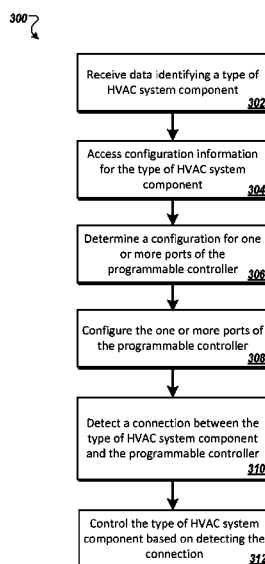 300
Receive data identifying a type of
HVAC system component
302
Access configuration information
for the type of HVAC system
component
304
Determine a configuration for one
or more ports of the
programmable controller
306
Configure the one or more ports of
the programmable controller
308
Detect a connection between the
type of HVAC system component
and the programmable controller
310
Control the type of HVAC system
component based on detecting the
connection
312